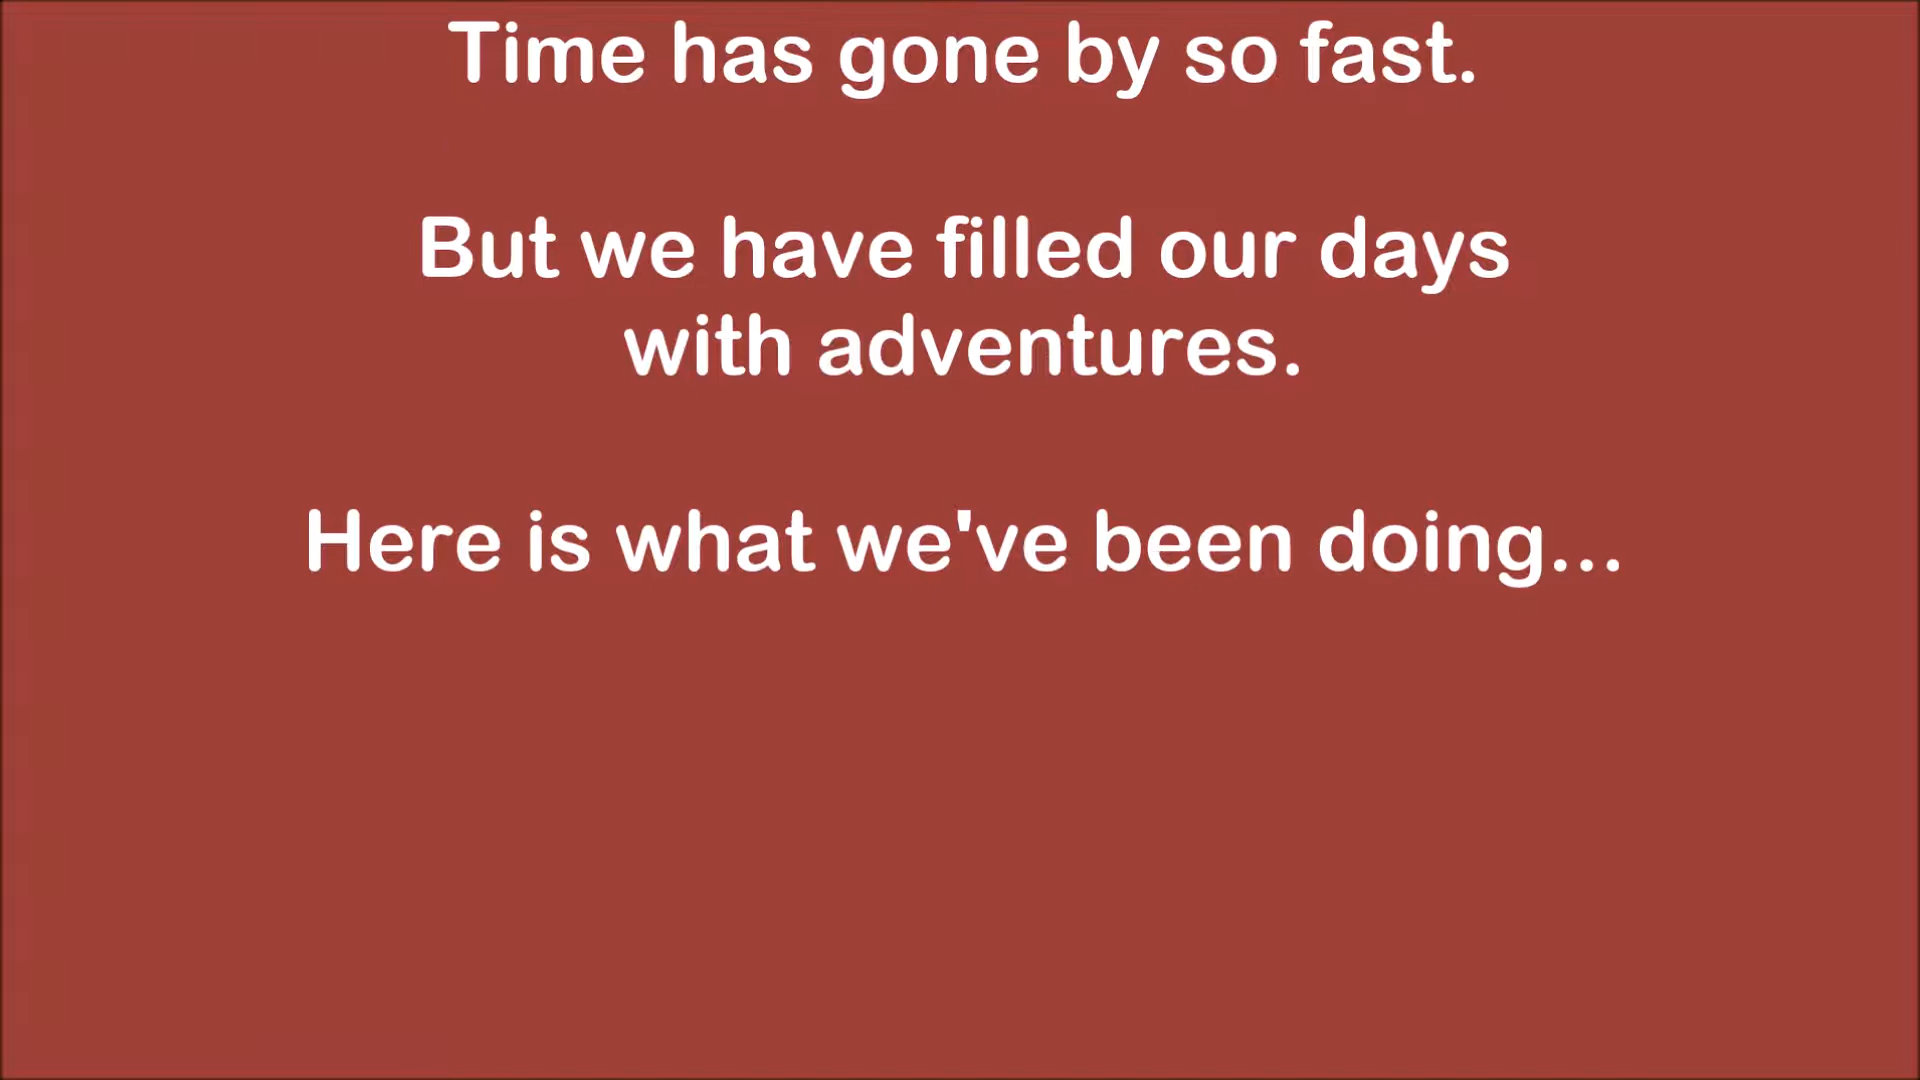 Time has gone by so fast.
But we have filled our days
with adventures.
Here is what we've been doing...